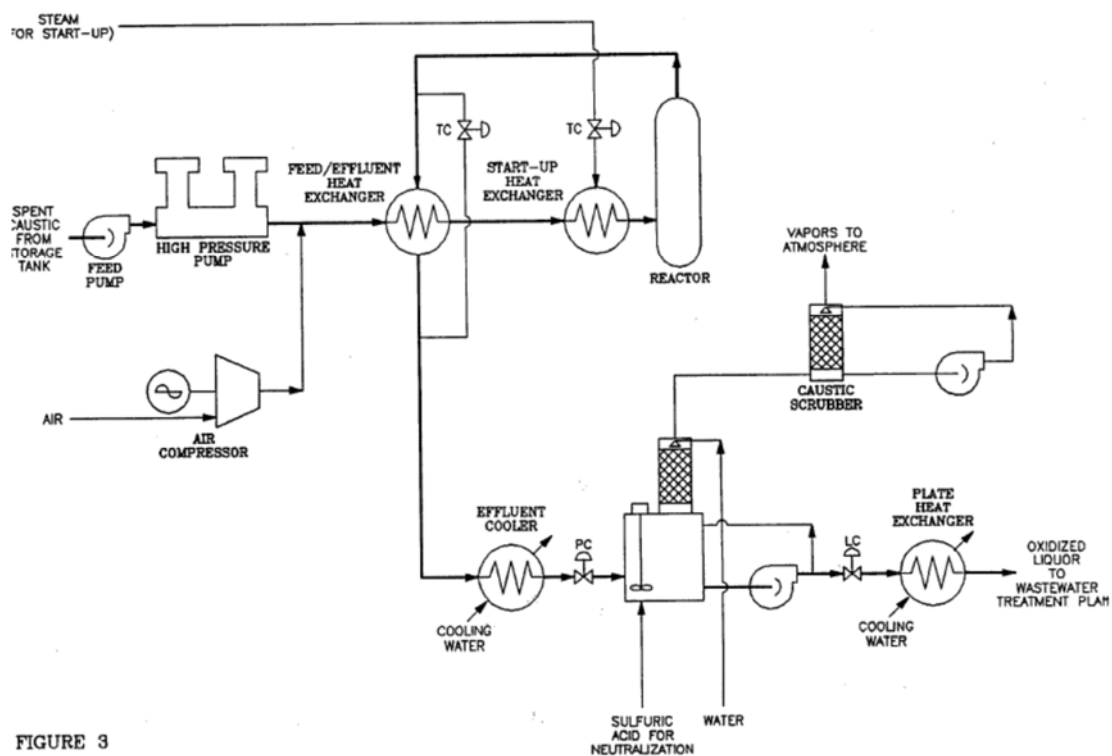 STEAM
FOR START-UP)
TC
TC
FEED/EFFLUENT
HEAT
EXCHANGER
START-UP
HEAT
EXCHANGER
SPENT
CAUSTIC
FROM
STORAGE
TANK
FEED
PUMP
HIGH PRESSURE
PUMP
REACTOR
VAPORS TO
ATMOSPHERE
CAUSTIC
SCRUBBER
AIR
AIR
COMPRESSOR
EFFLUENT
COOLER
PC
COOLING
WATER
LC
PLATE
HEAT
EXCHANGER
COOLING
WATER
OXIDIZED
LIQUOR
TO
WASTEWATER
TREATMENT PLAN
SULFURIC
ACID FOR
NEUTRALIZATION
WATER
FIGURE 3